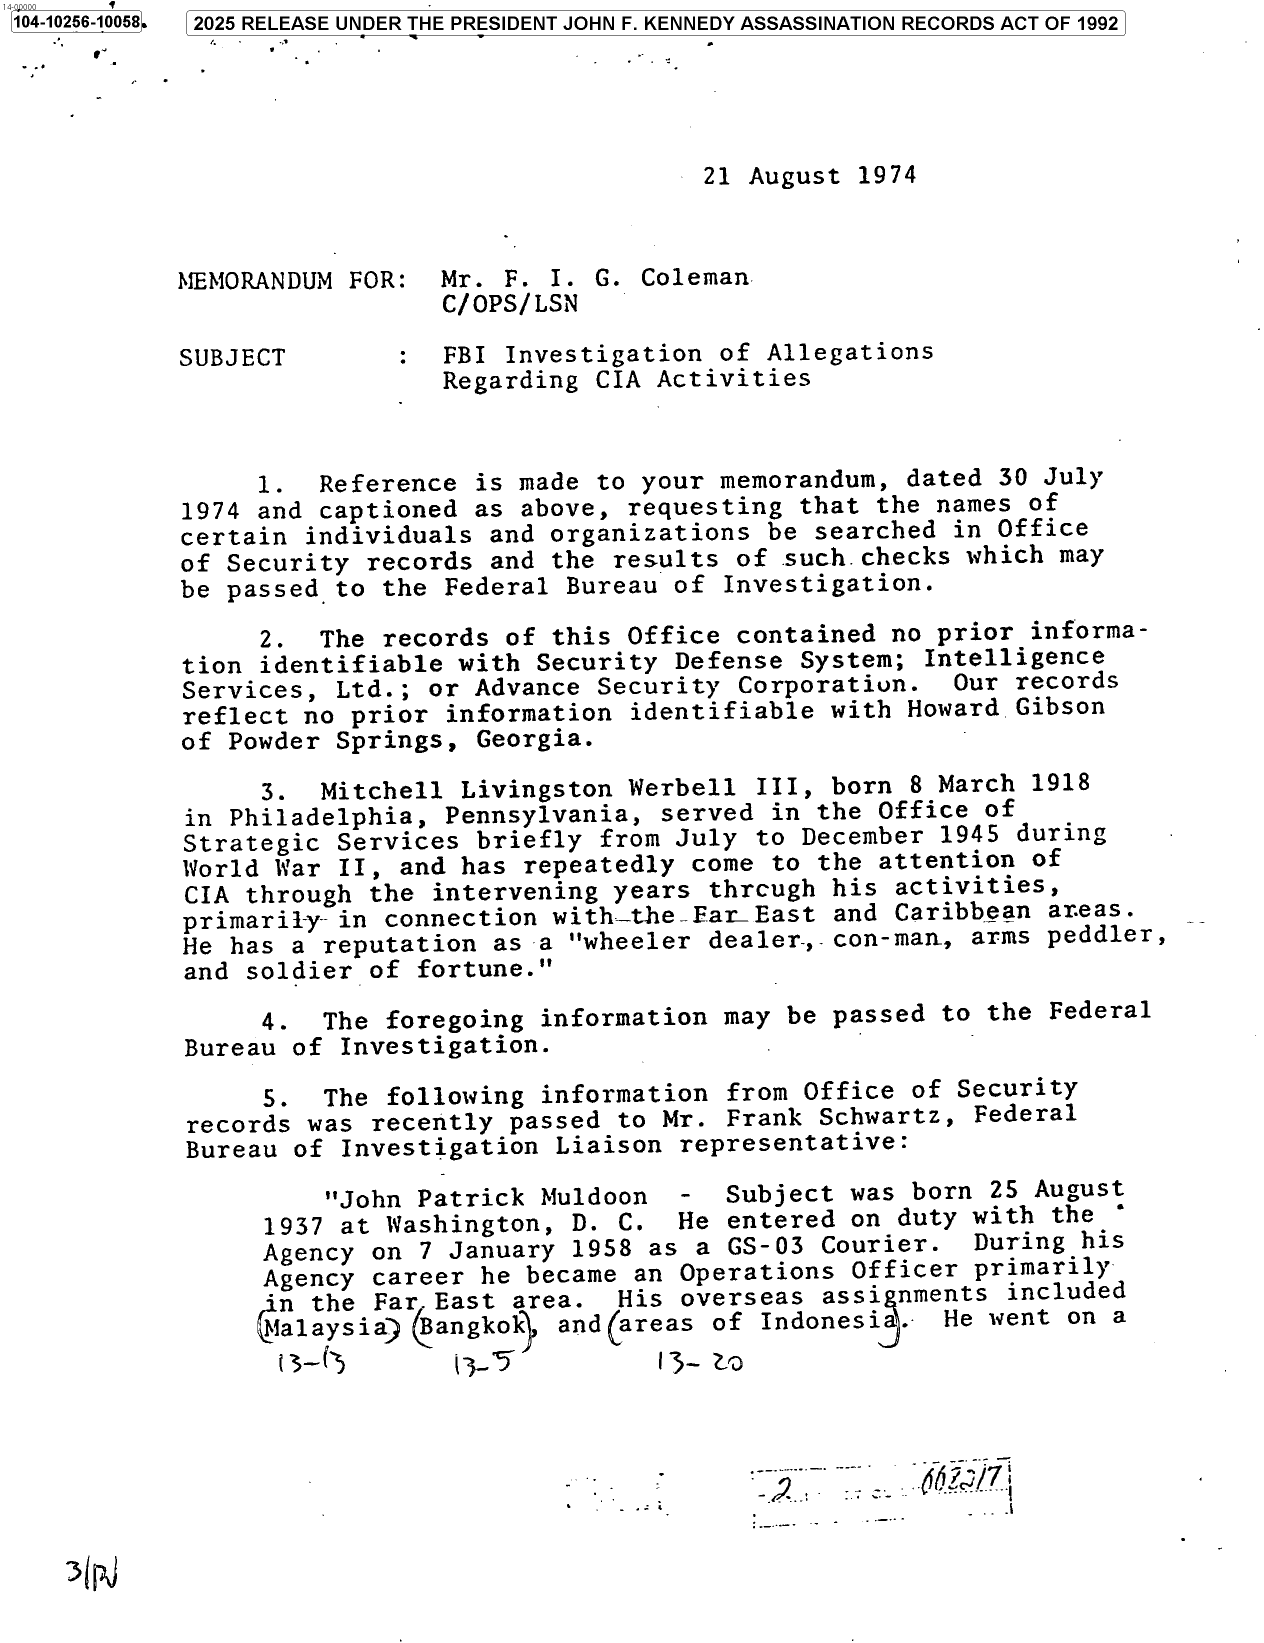 14-00000
104-10256-10058
2025 RELEASE UNDER THE PRESIDENT JOHN F. KENNEDY ASSASSINATION RECORDS ACT OF 1992
21 August 1974
MEMORANDUM FOR: Mr. F. I. G. Coleman
C/OPS/LSN
SUBJECT : FBI Investigation of Allegations
Regarding CIA Activities
1. Reference is made to your memorandum, dated 30 July
1974 and captioned as above, requesting that the names of
certain individuals and organizations be searched in Office
of Security records and the results of such checks which may
be passed to the Federal Bureau of Investigation.
2. The records of this Office contained no prior informa-
tion identifiable with Security Defense System; Intelligence
Services, Ltd.; or Advance Security Corporation. Our records
reflect no prior information identifiable with Howard Gibson
of Powder Springs, Georgia.
3. Mitchell Livingston Werbell III, born 8 March 1918
in Philadelphia, Pennsylvania, served in the Office of
Strategic Services briefly from July to December 1945 during
World War II, and has repeatedly come to the attention of
CIA through the intervening years thrcugh his activities,
primarily in connection with the Far East and Caribbean areas.
He has a reputation as a "wheeler dealer, con-man, arms peddler,
and soldier of fortune."
4. The foregoing information may be passed to the Federal
Bureau of Investigation.
5. The following information from Office of Security
records was recently passed to Mr. Frank Schwartz, Federal
Bureau of Investigation Liaison representative:
"John Patrick Muldoon - Subject was born 25 August
1937 at Washington, D. C. He entered on duty with the
Agency on 7 January 1958 as a GS-03 Courier. During his
Agency career he became an Operations Officer primarily
in the Far East area. His overseas assignments included
(Malaysia) (Bangkok), and (areas of Indonesia). He went on a
13-13 13-5 13-20
2